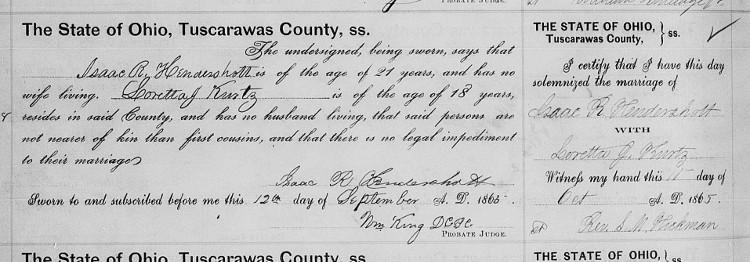 PROBATE JUDGE.
The State of Ohio, Tuscarawas County, ss.
The undersigned, being sworn, says that
Isaac R. Hendershott is of the age of 21 years, and has no
wife living. Loretta J Kurtz is of the age of 18 years,
resides in said County, and has no husband living, that said persons are
not nearer of kin than first cousins, and that there is no legal impediment
to their marriage
Isaac R. Hendershott
Sworn to and subscribed before me this 12th day of September A. D. 1865.
Wm King
PROBATE JUDGE.
The State of Ohio, Tuscarawas County, ss.
THE STATE OF OHIO,
Tuscarawas County, } ss.
I certify that I have this day
solemnized the marriage of
Isaac R. Hendershott
WITH
Loretta J. Kurtz
Witness my hand this day of
Oct A. D. 1865.
Rev. S. M. Hickman
THE STATE OF OHIO, ) ss.